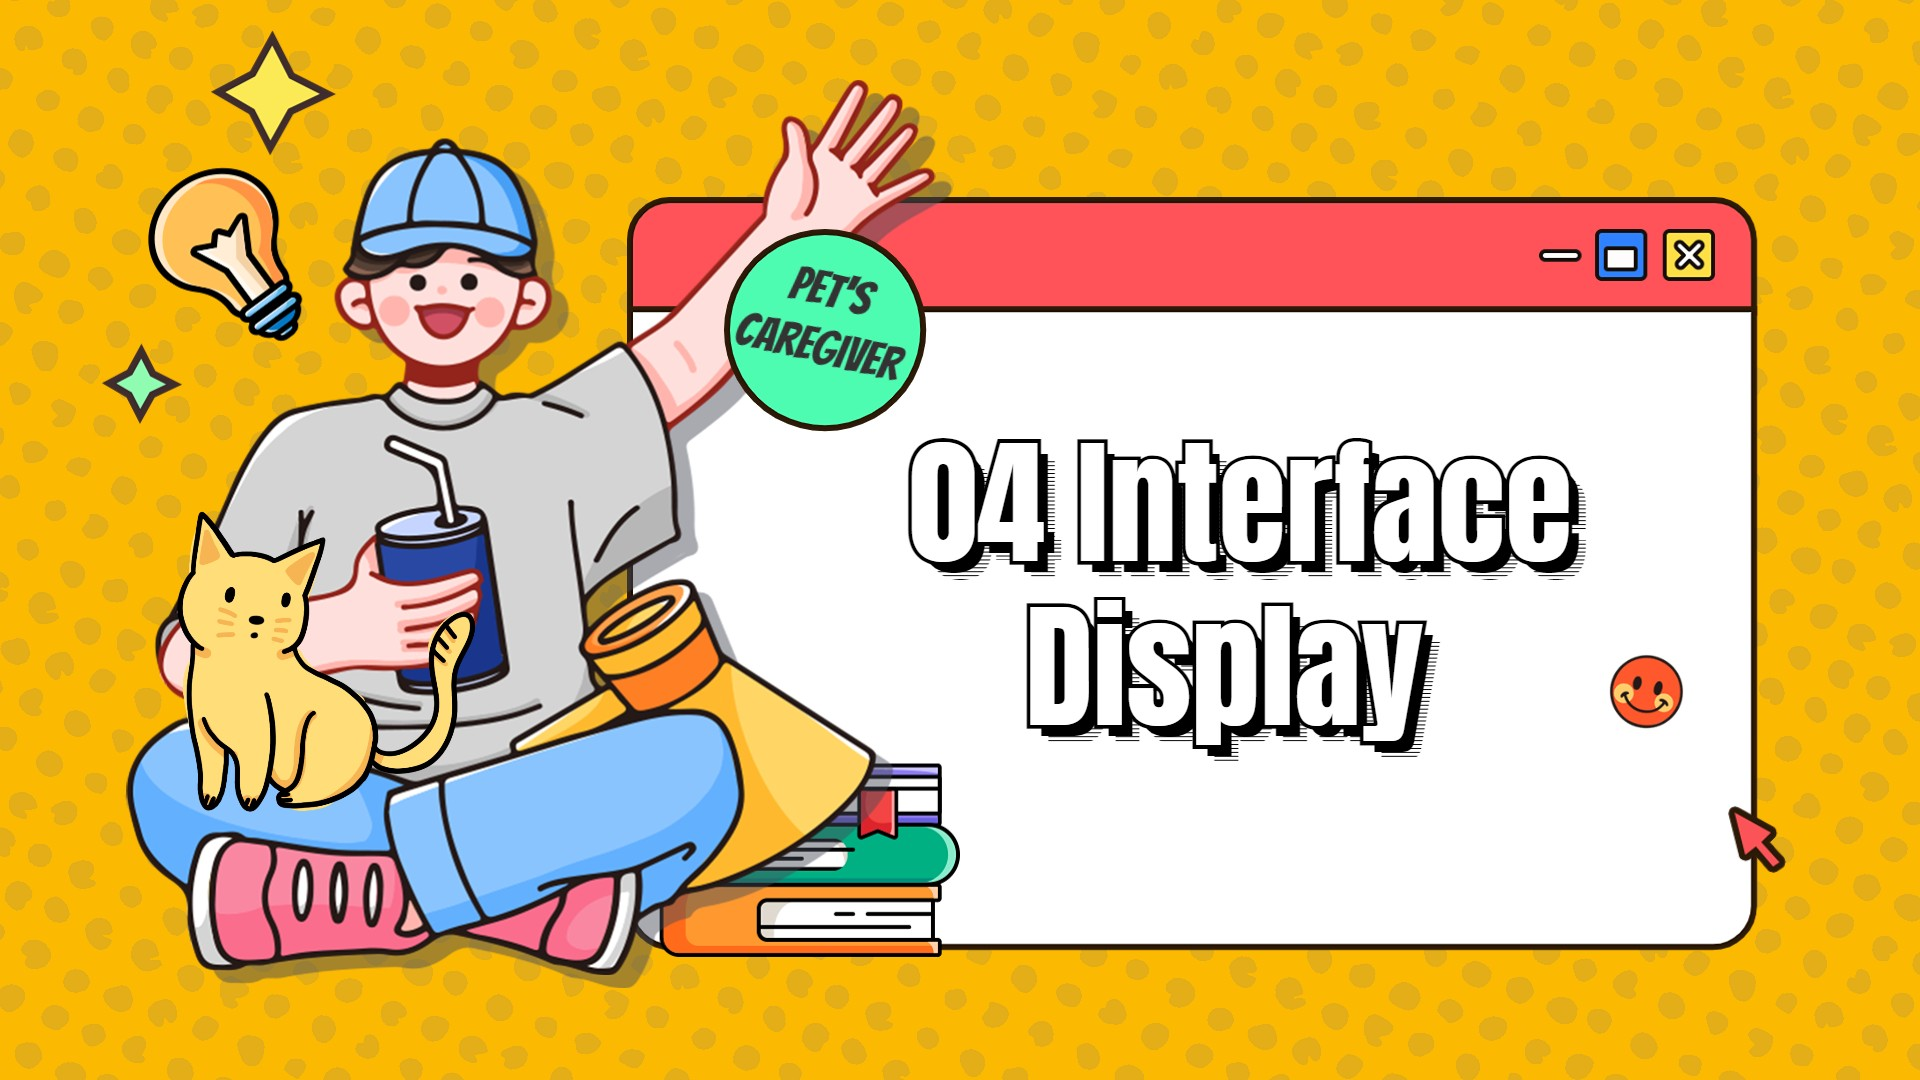 PET'S
CAREGIVER
04 Interface
Display